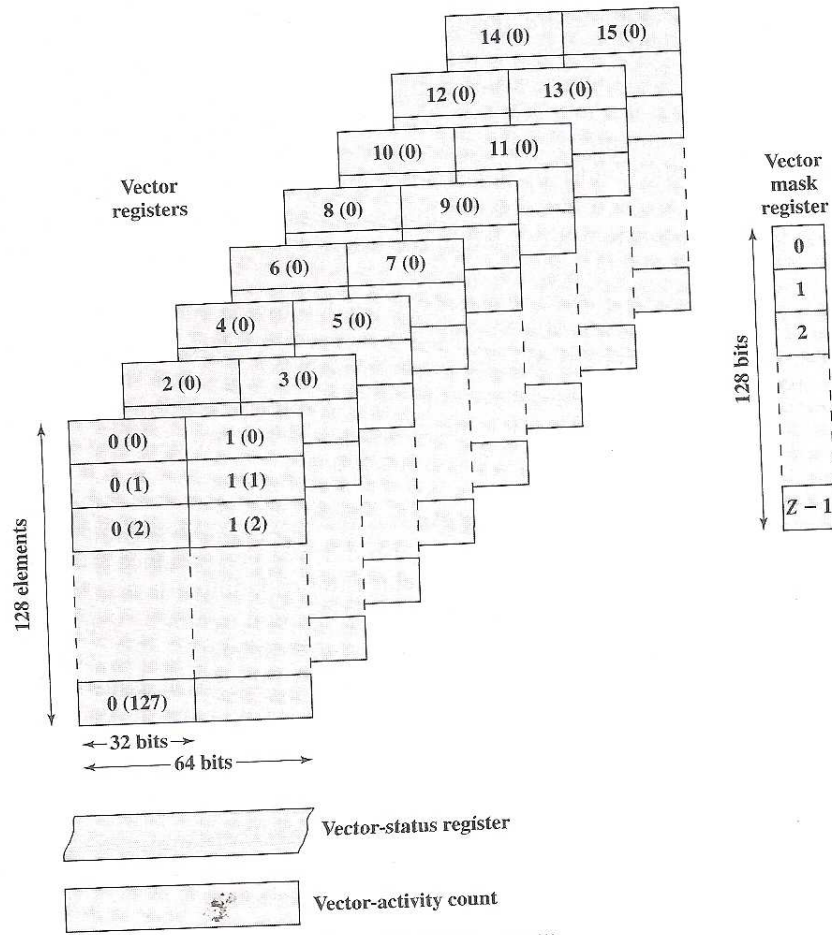 14 (0) 15 (0)
12 (0) 13 (0)
10 (0) 11 (0)
Vector
registers
8 (0) 9 (0)
6 (0) 7 (0)
4 (0) 5 (0)
2 (0) 3 (0)
0 (0) 1 (0)
0 (1) 1 (1)
0 (2) 1 (2)
128 elements
0 (127)
32 bits
64 bits
Vector
mask
register
0
1
2
128 bits
Z – 1
Vector-status register
Vector-activity count